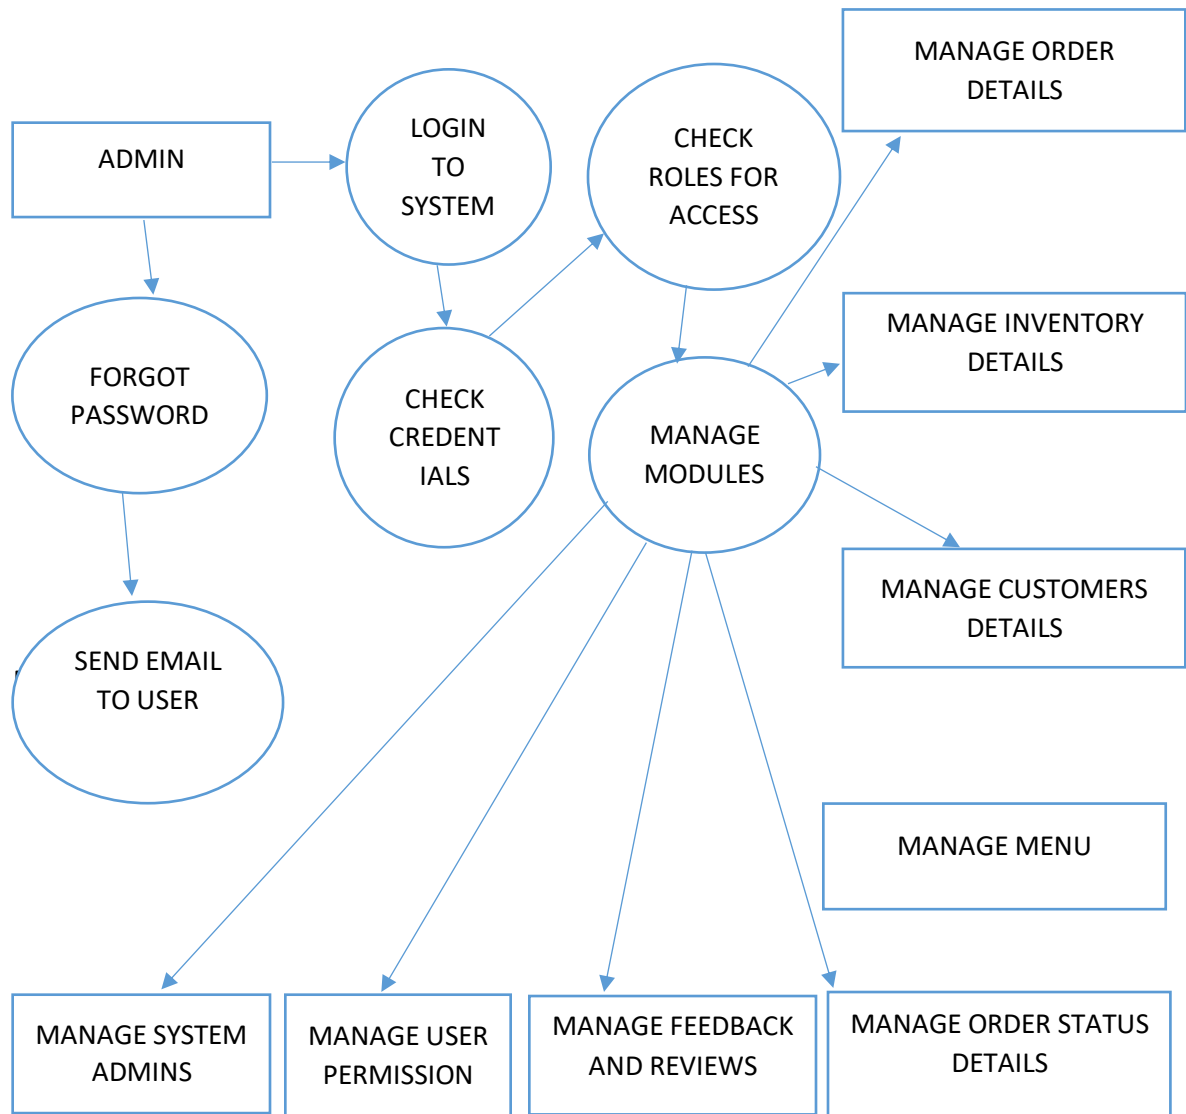 MANAGE ORDER
DETAILS
ADMIN
LOGIN
TO
SYSTEM
CHECK
ROLES FOR
ACCESS
MANAGE INVENTORY
DETAILS
FORGOT
PASSWORD
CHECK
CREDENT
IALS
MANAGE
MODULES
MANAGE CUSTOMERS
DETAILS
SEND EMAIL
TO USER
MANAGE MENU
MANAGE SYSTEM
ADMINS
MANAGE USER
PERMISSION
MANAGE FEEDBACK
AND REVIEWS
MANAGE ORDER STATUS
DETAILS